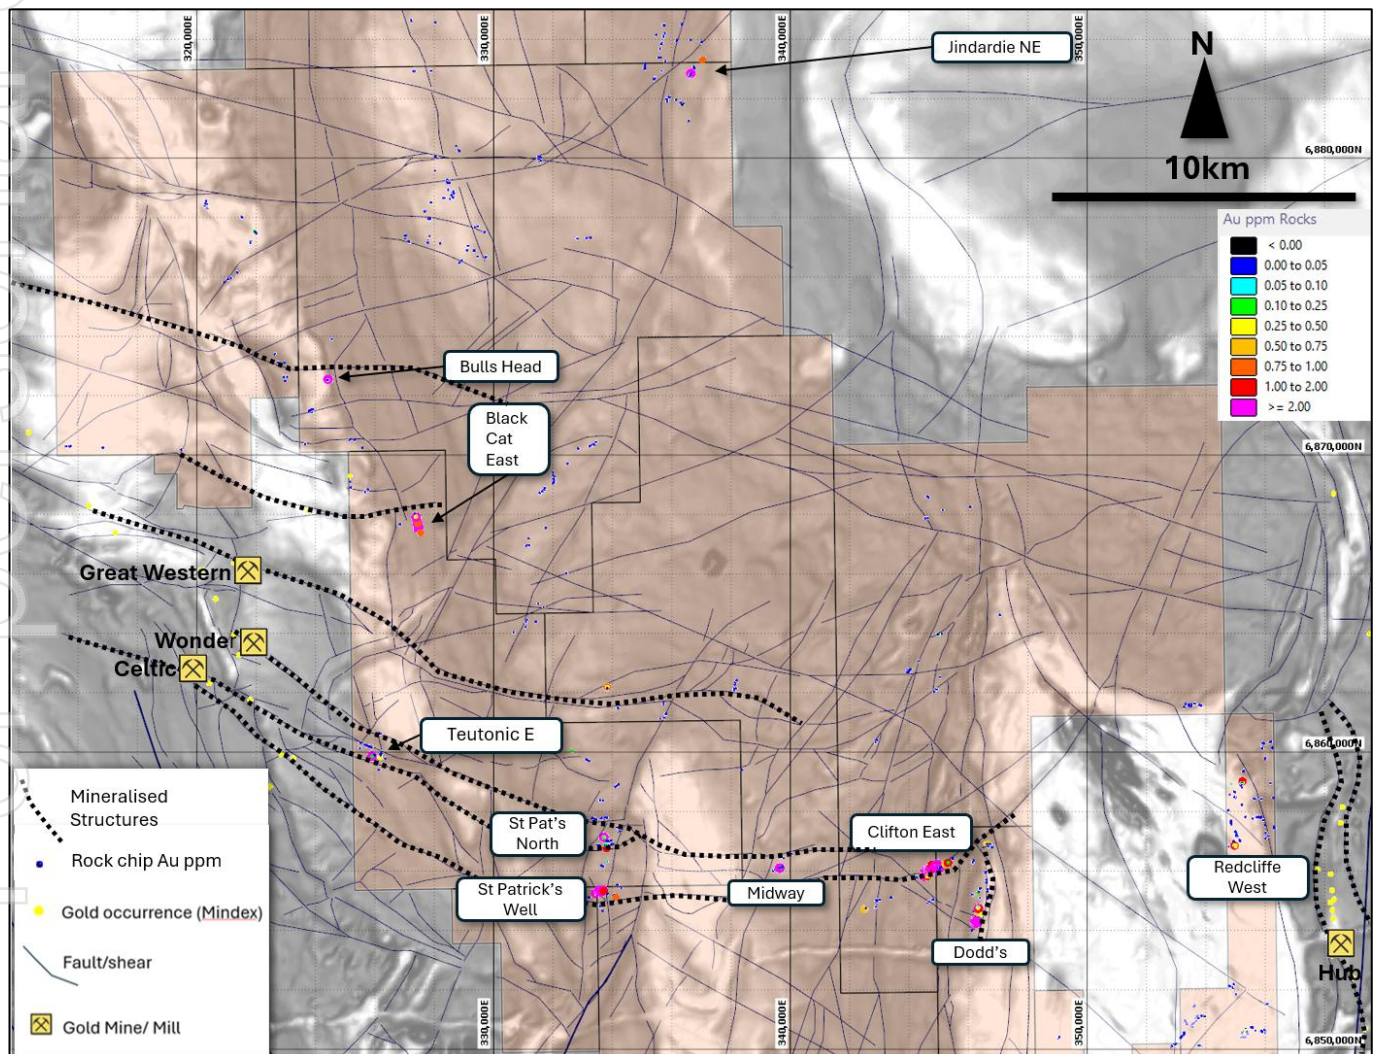 320,000E
330,000E
340,000E
350,000E
Jindardie NE
N
10km
6,880,000N
Au ppm Rocks
< 0.00
0.00 to 0.05
0.05 to 0.10
0.10 to 0.25
0.25 to 0.50
0.50 to 0.75
0.75 to 1.00
1.00 to 2.00
>= 2.00
Bulls Head
Black
Cat
East
6,870,000N
Great Western
Wonder
Celtic
Teutonic E
6,860,000N
Mineralised
Structures
Rock chip Au ppm
Gold occurrence (Mindex)
Fault/shear
Gold Mine/ Mill
St Pat's
North
St Patrick's
Well
Midway
Clifton East
Dodd's
Redcliffe
West
Hub
330,000E
340,000E
350,000E
6,850,000N